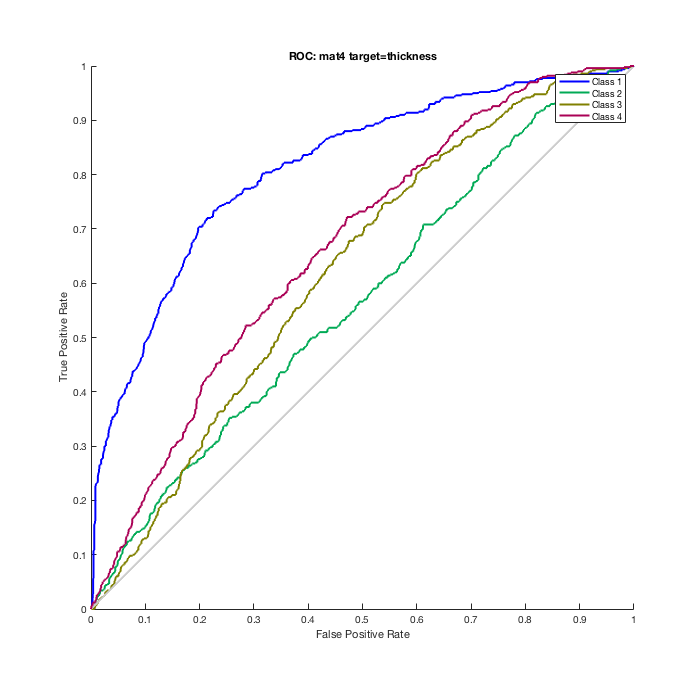 ROC: mat4 target=thickness
Class 1
Class 2
Class 3
Class 4
True Positive Rate
1
0.9
0.8
0.7
0.6
0.5
0.4
0.3
0.2
0.1
0
0 0.1 0.2 0.3 0.4 0.5 0.6 0.7 0.8 0.9 1
False Positive Rate